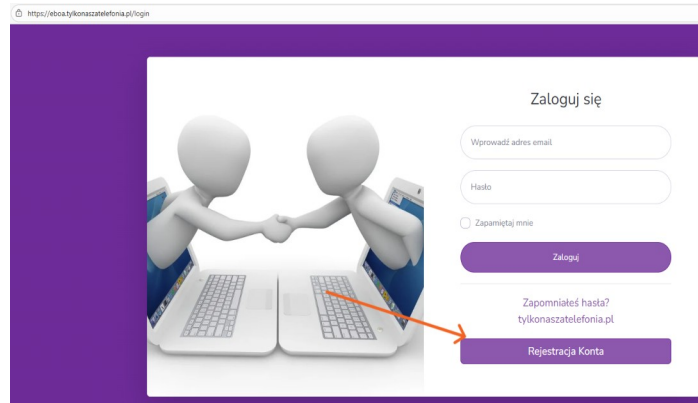 https://eboa.tylkonaszatelefonia.pl/login
Zaloguj się
Wprowadź adres email
Hasło
Zapamiętaj mnie
Zaloguj
Zapomniałeś hasła?
tylkonaszatelefonia.pl
Rejestracja Konta